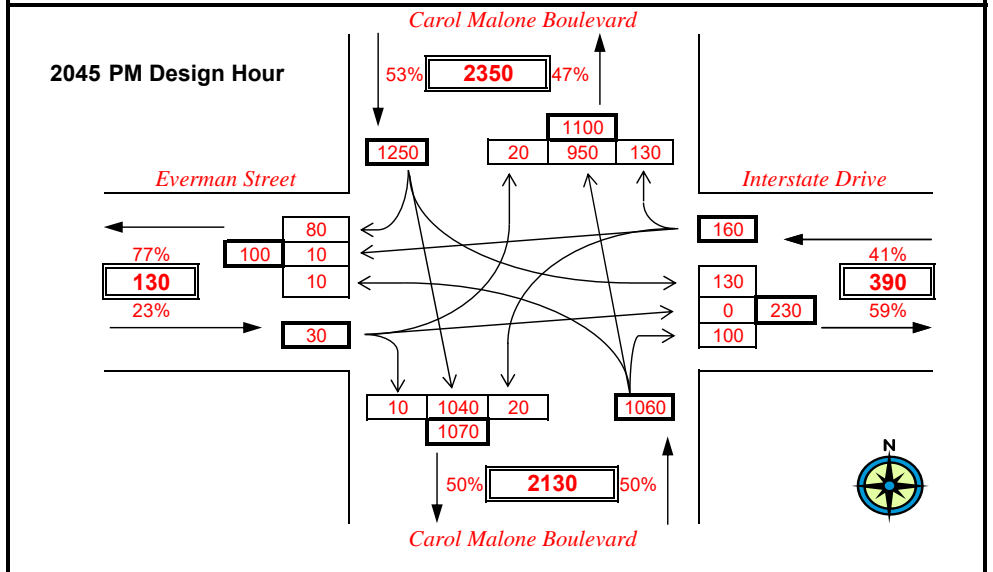 Carol Malone Boulevard
2045 PM Design Hour
53% 2350 47%
1100
1250 20 950 130
Everman Street
Interstate Drive
80
160
77%
100 10
41%
130
10
130
390
23%
0 230
59%
30
100
10 1040 20
1060
1070
N
50% 2130 50%
Carol Malone Boulevard